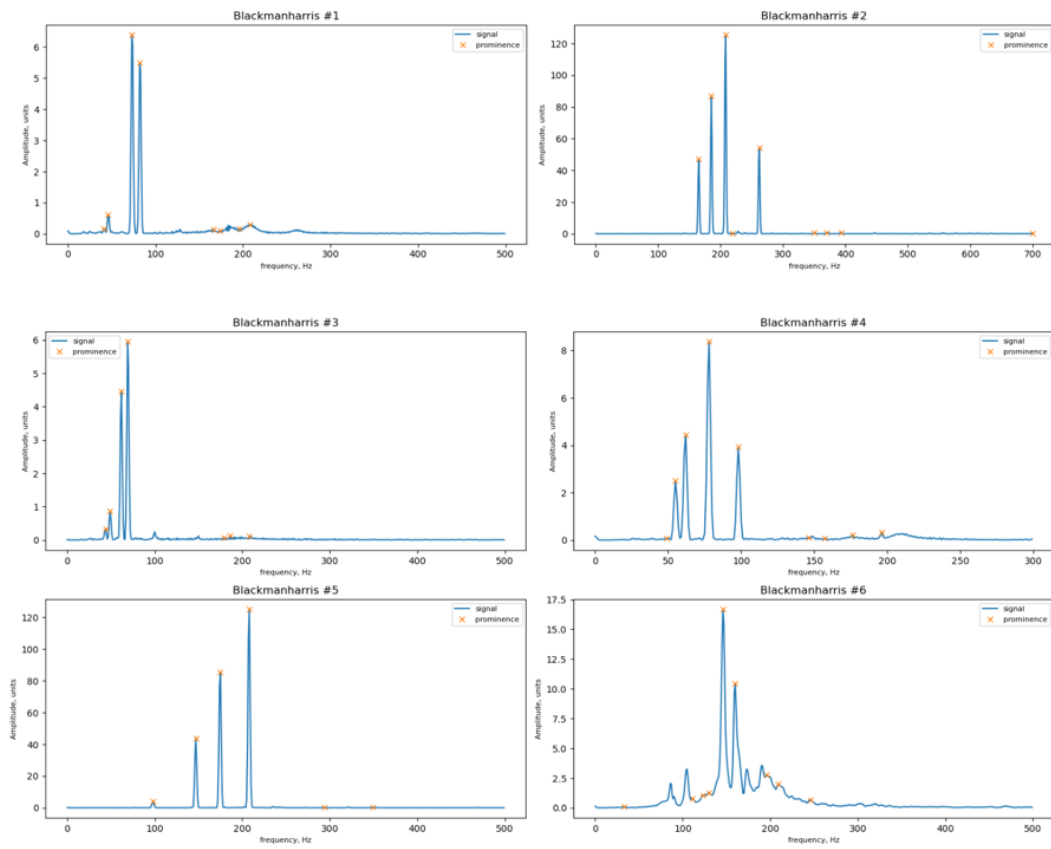 Blackmanharris #1
signal
prominence
Amplitude, units
6
5
4
3
2
1
0
0 100 200 300 400 500
frequency, Hz
Blackmanharris #2
signal
prominence
Amplitude, units
120
100
80
60
40
20
0
0 100 200 300 400 500 600 700
frequency, Hz
Blackmanharris #3
signal
prominence
Amplitude, units
6
5
4
3
2
1
0
0 100 200 300 400 500
frequency, Hz
Blackmanharris #4
signal
prominence
Amplitude, units
8
6
4
2
0
0 50 100 150 200 250 300
frequency, Hz
Blackmanharris #5
signal
prominence
Amplitude, units
120
100
80
60
40
20
0
0 100 200 300 400 500
frequency, Hz
Blackmanharris #6
signal
prominence
Amplitude, units
17.5
15.0
12.5
10.0
7.5
5.0
2.5
0.0
0 100 200 300 400 500
frequency, Hz